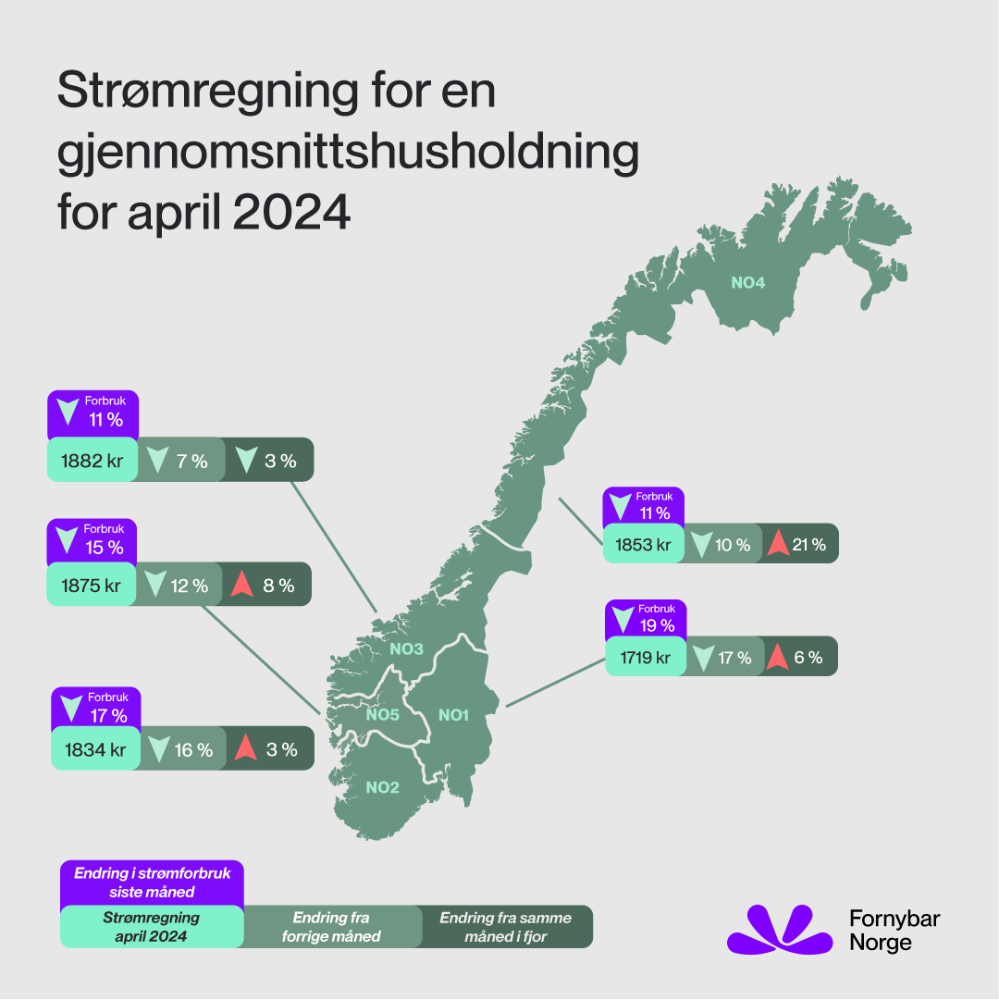 Strømregning for en
gjennomsnittshusholdning
for april 2024
NO4
Forbruk
11 %
1882 kr
7 %
3 %
Forbruk
11 %
1853 kr
10 %
21 %
Forbruk
15 %
1875 kr
12 %
8 %
Forbruk
19 %
1719 kr
17 %
6 %
NO3
NO5
NO1
Forbruk
17 %
1834 kr
16 %
3 %
NO2
Endring i strømforbruk
siste måned
Strømregning
april 2024
Endring fra
forrige måned
Endring fra samme
måned i fjor
Fornybar
Norge